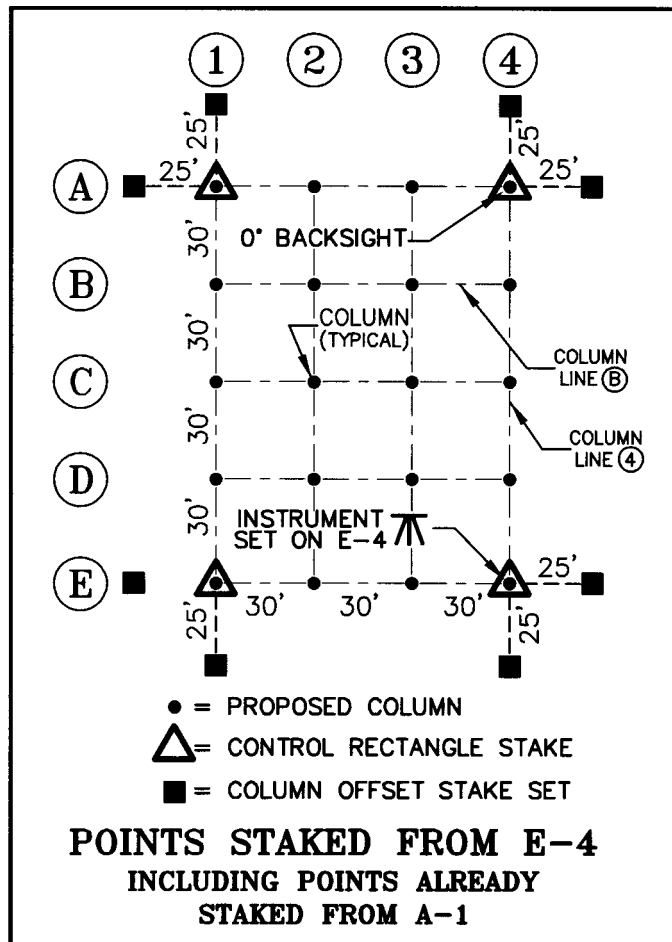 1 2 3 4
25' 25'
25' 25'
A
0° BACKSIGHT
30'
B
COLUMN
(TYPICAL)
30'
COLUMN
LINE B
C
30'
COLUMN
LINE 4
D
30'
INSTRUMENT
SET ON E-4
E
25'
30' 30' 30'
25' 25'
= PROPOSED COLUMN
= CONTROL RECTANGLE STAKE
= COLUMN OFFSET STAKE SET
POINTS STAKED FROM E-4
INCLUDING POINTS ALREADY
STAKED FROM A-1